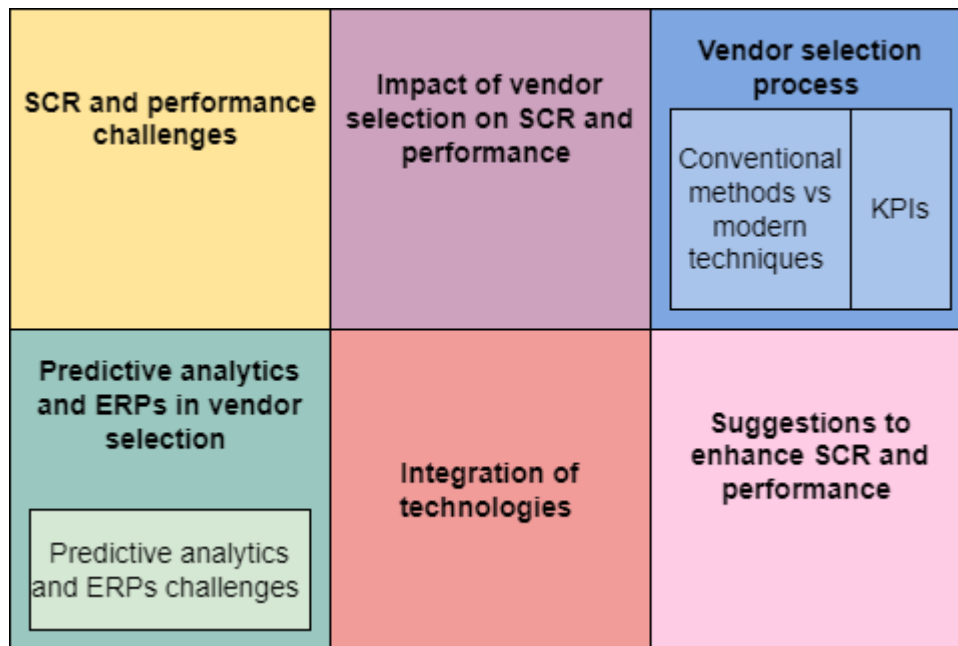 SCR and performance
challenges
Impact of vendor
selection on SCR and
performance
Vendor selection
process
Conventional
methods vs
modern
techniques
KPIs
Predictive analytics
and ERPs in vendor
selection
Predictive analytics
and ERPs challenges
Integration of
technologies
Suggestions to
enhance SCR and
performance